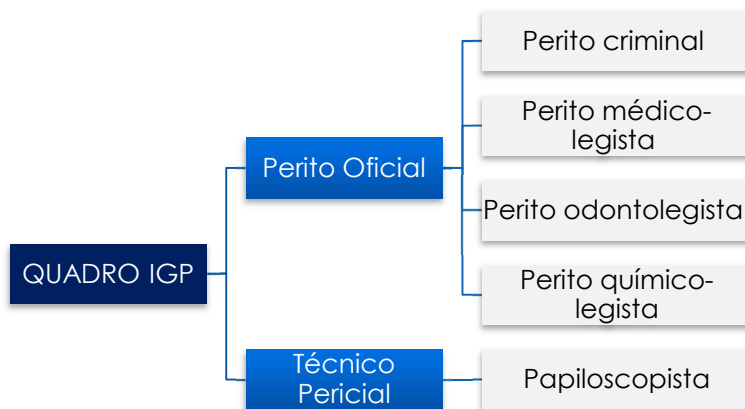 QUADRO IGP
Perito Oficial
Perito criminal
Perito médico-
legista
Perito odontolegista
Perito químico-
legista
Técnico
Pericial
Papiloscopista